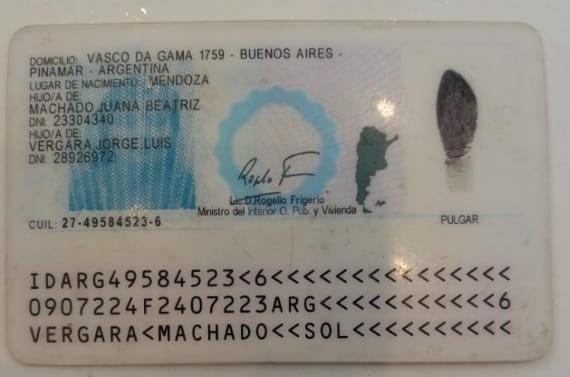 DOMICILIO: VASCO DA GAMA 1759 - BUENOS AIRES -
PINAMAR - ARGENTINA
LUGAR DE NACIMIENTO: MENDOZA
HIJO/A DE:
MACHADO,JUANA BEATRIZ
DNI: 23304340
HIJO/A DE:
VERGARA,JORGE LUIS
DNI: 28926972
Lic.D.Rogelio Frigerio
Ministro del Interior O. Pub. y Vivienda
CUIL: 27-49584523-6
PULGAR
IDARG49584523<6<<<<<<<<<<<<<<<
0907224F2407223ARG<<<<<<<<<<<6
VERGARA<MACHADO<<SOL<<<<<<<<<<